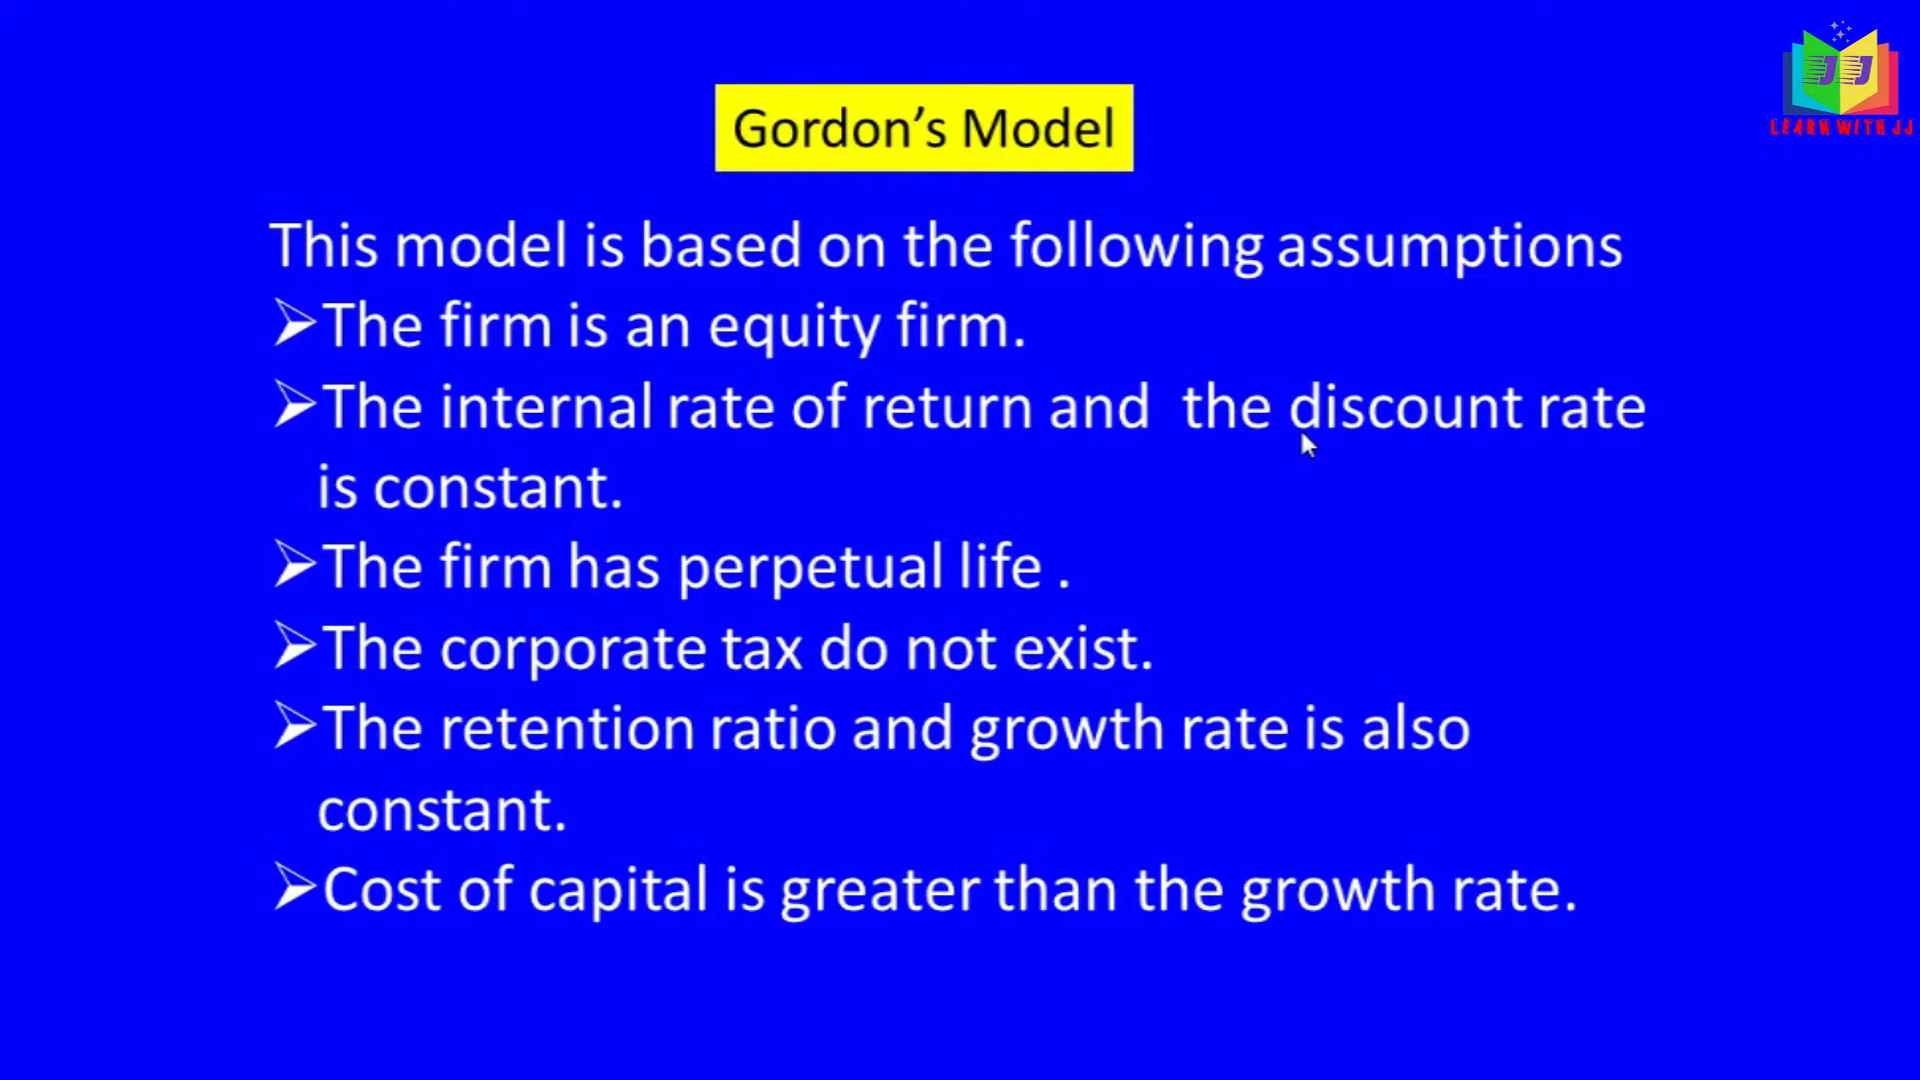 Gordon’s Model
JJ
LEARN WITH JJ
This model is based on the following assumptions
➢The firm is an equity firm.
➢The internal rate of return and  the discount rate
is constant.
➢The firm has perpetual life .
➢The corporate tax do not exist.
➢The retention ratio and growth rate is also
constant.
➢Cost of capital is greater than the growth rate.